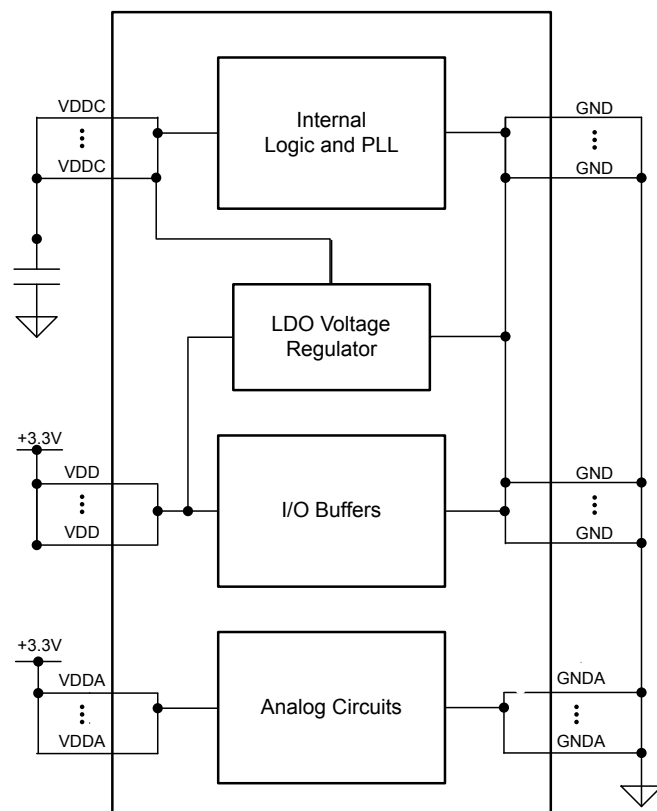 VDDC
VDDC
Internal
Logic and PLL
GND
GND
LDO Voltage
Regulator
+3.3V
VDD
VDD
I/O Buffers
GND
GND
+3.3V
VDDA
VDDA
Analog Circuits
GNDA
GNDA